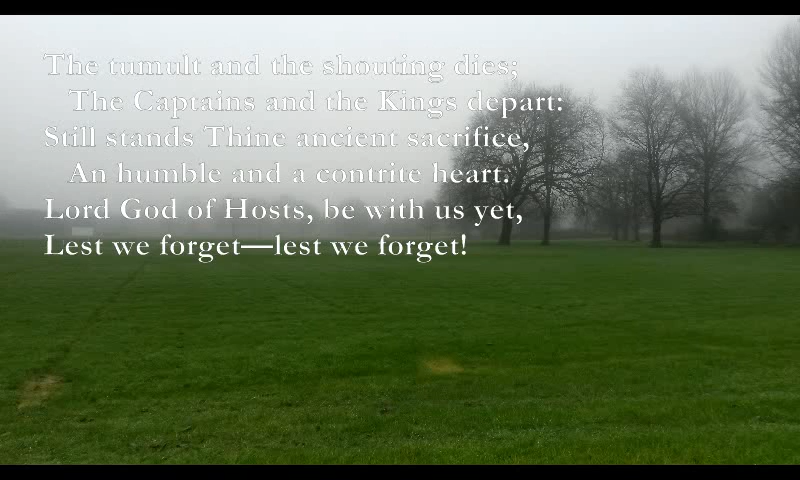 The tumult and the shouting dies;
The Captains and the Kings depart:
Still stands Thine ancient sacrifice,
An humble and a contrite heart.
Lord God of Hosts, be with us yet,
Lest we forget—lest we forget!